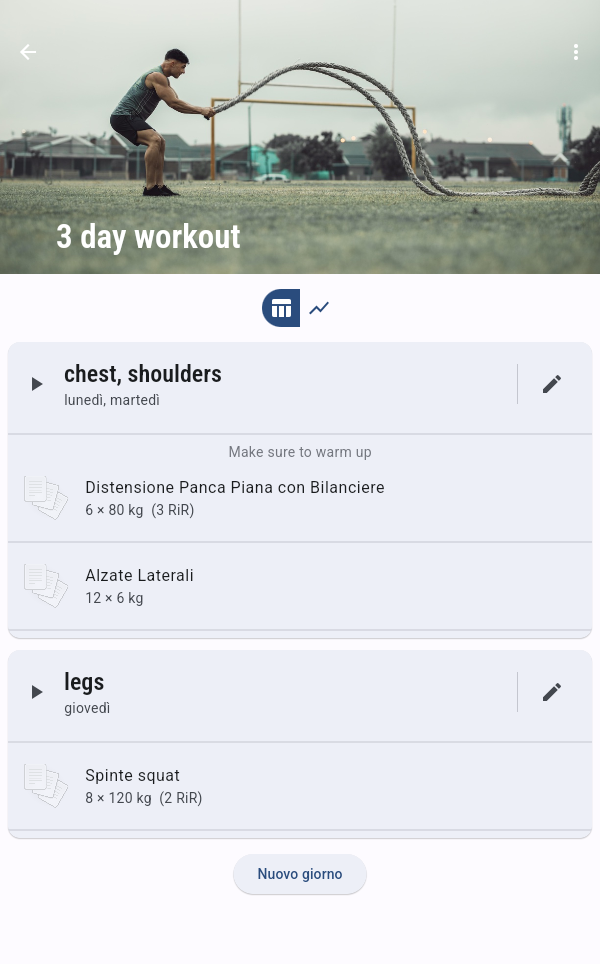 3 day workout
chest, shoulders
lunedì, martedì
Make sure to warm up
Distensione Panca Piana con Bilanciere
6 × 80 kg  (3 RiR)
Alzate Laterali
12 × 6 kg
legs
giovedì
Spinte squat
8 × 120 kg  (2 RiR)
Nuovo giorno